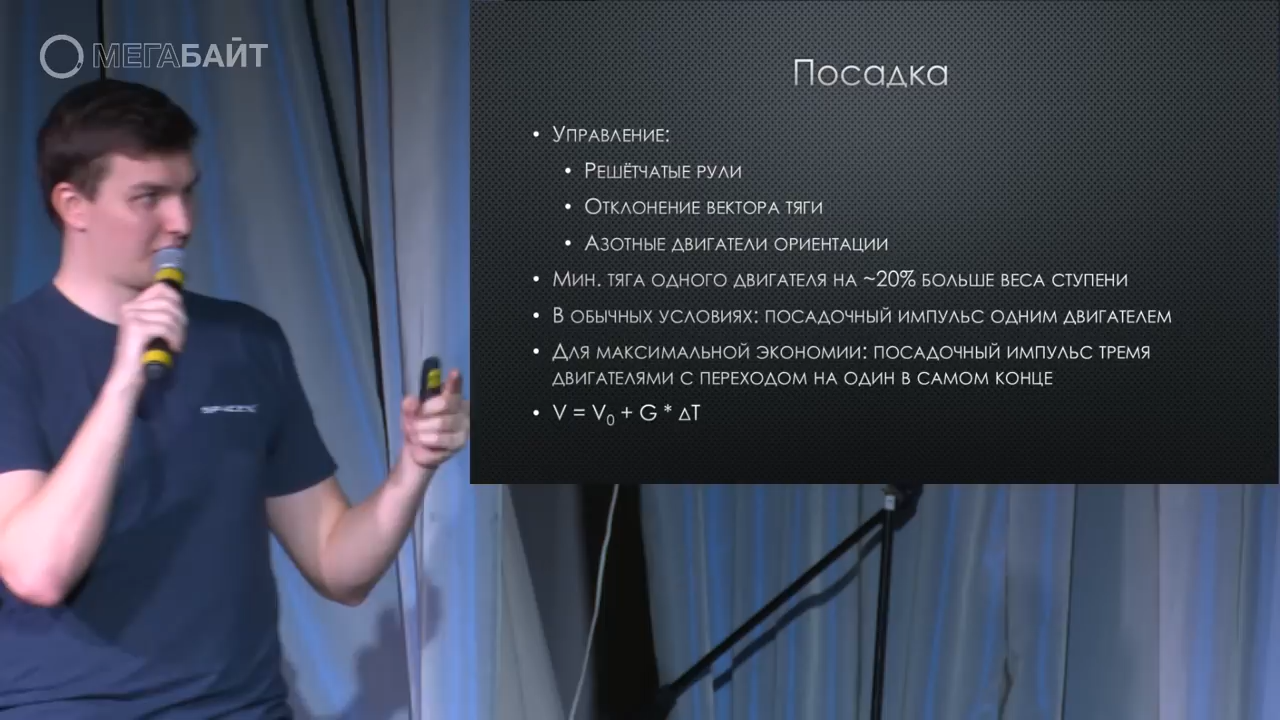 МЕГАБАЙТ
Посадка
• Управление:
• Решётчатые рули
• Отклонение вектора тяги
• Азотные двигатели ориентации
• Мин. тяга одного двигателя на ~20% больше веса ступени
• В обычных условиях: посадочный импульс одним двигателем
• Для максимальной экономии: посадочный импульс тремя
двигателями с переходом на один в самом конце
• V = V₀ + G * ΔT
SPACEX